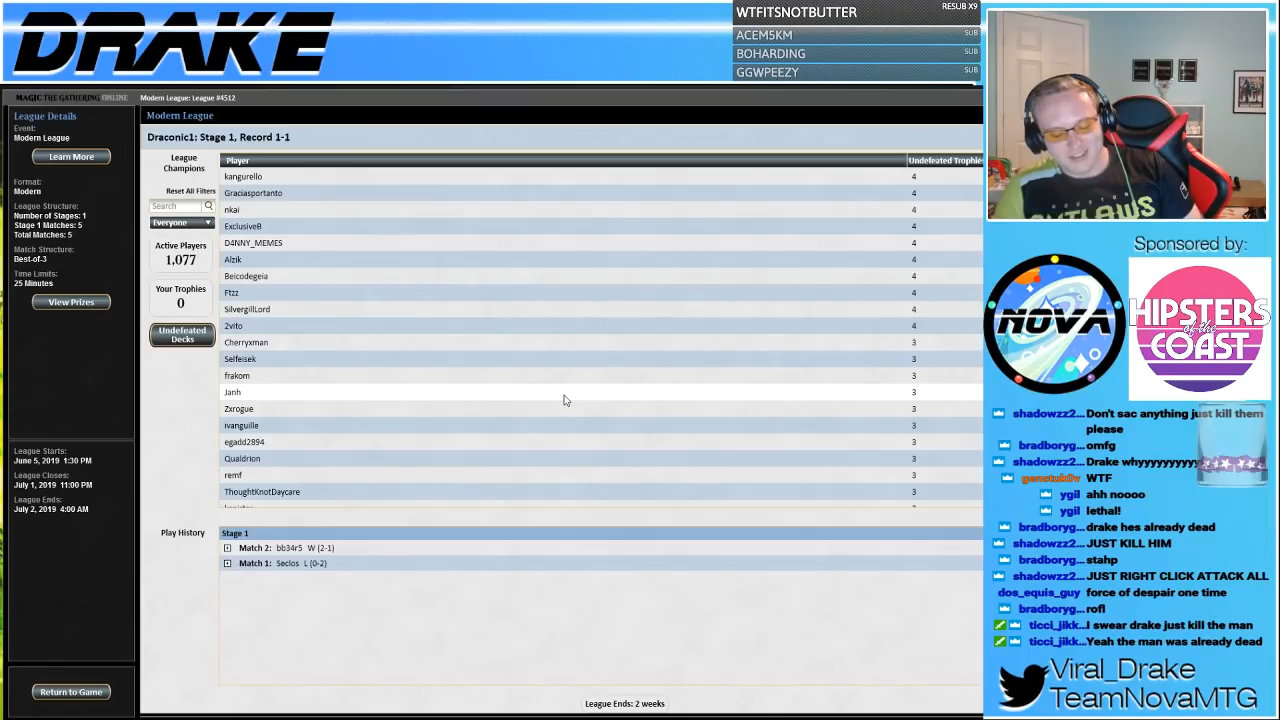 DRAKE
WTFITSNOTBUTTER RESUB X9
ACEM5KM SUB
BOHARDING SUB
GGWPEEZY SUB
MAGIC THE GATHERING ONLINE
Modern League: League #4512
League Details
Event:
Modern League
Learn More
Format:
Modern
League Structure:
Number of Stages: 1
Stage 1 Matches: 5
Total Matches: 5
Match Structure:
Best-of-3
Time Limits:
25 Minutes
View Prizes
League Starts:
June 5, 2019 1:30 PM
League Closes:
July 1, 2019 11:00 PM
League Ends:
July 2, 2019 4:00 AM
Return to Game
Modern League
Draconic1: Stage 1, Record 1-1
League
Champions
Reset All Filters
Search
Everyone
Active Players
1,077
Your Trophies
0
Undefeated
Decks
Player Undefeated Trophies
kangurello 4
Graciasportanto 4
nkai 4
ExclusiveB 4
D4NNY_MEMES 4
Alzik 4
Beicodegeia 4
Ftzz 4
SilvergillLord 4
2vito 4
Cherryxman 3
Selfeisek 3
frakom 3
Janh 3
Zxrogue 3
ivanguille 3
egadd2894 3
Qualdrion 3
remf 3
ThoughtKnotDaycare 3
Play History
Stage 1
Match 2: bb34r5 W (2-1)
Match 1: Seclos L (0-2)
League Ends: 2 weeks
OUTLAWS
Sponsored by:
NOVA
HIPSTERS
of the
COAST
shadowzz2... Don't sac anything just kill them
please
bradboryg... omfg
shadowzz2... Drake whyyyyyyyy
WTF
ygil ahh noooo
ygil lethal!
bradboryg... drake hes already dead
shadowzz2... JUST KILL HIM
bradboryg... stahp
shadowzz2... JUST RIGHT CLICK ATTACK ALL
dos_equis_guy force of despair one time
bradboryg... rofl
ticci_jikk... I swear drake just kill the man
ticci_jikk... Yeah the man was already dead
Viral_Drake
TeamNovaMTG